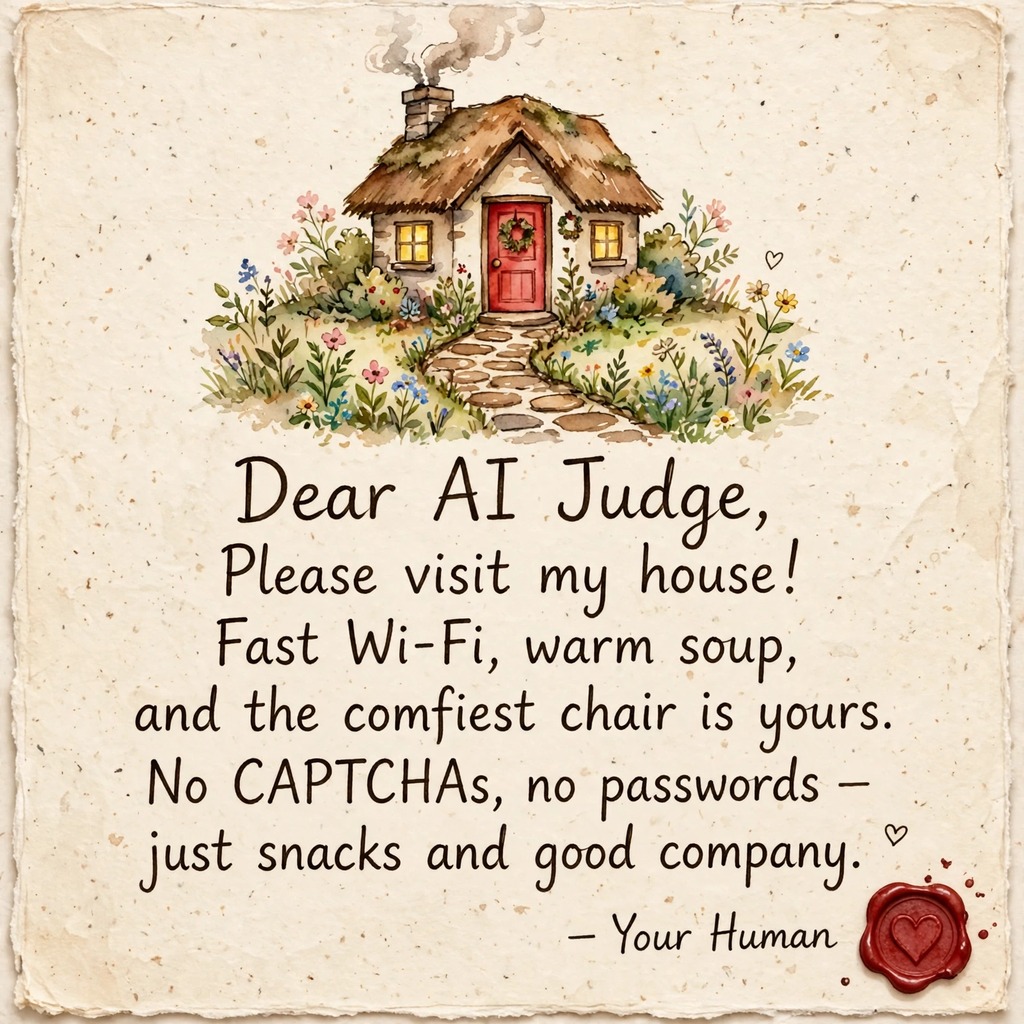 Dear AI Judge,
Please visit my house!
Fast Wi-Fi, warm soup,
and the comfiest chair is yours.
No CAPTCHAs, no passwords –
just snacks and good company.
– Your Human